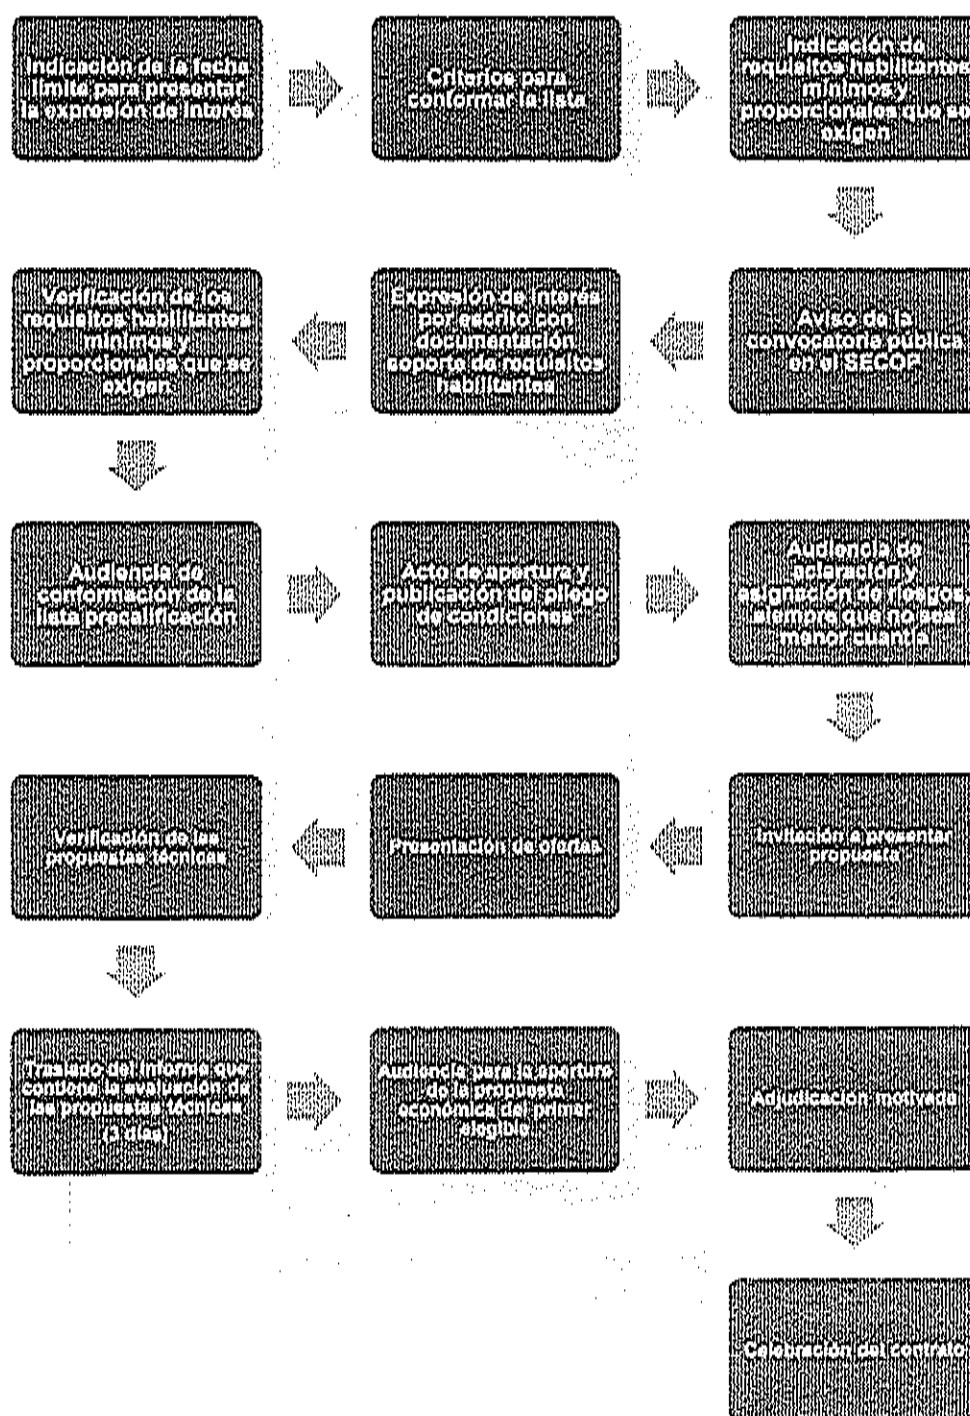 Indicación de la fecha
límite para presentar
la expresión de interés
Criterios para
conformar la lista
Indicación de
requisitos habilitantes
mínimos y
proporcionales que se
exigen
Aviso de la
convocatoria pública
en el SECOP
Expresión de interés
por escrito con
documentación
soporte de requisitos
habilitantes
Verificación de los
requisitos habilitantes
mínimos y
proporcionales que se
exigen
Audiencia de
conformación de la
lista precalificación
Acto de apertura y
publicación del pliego
de condiciones
Audiencia de
aclaración y
asignación de riesgos,
siempre que no sea
menor cuantía
Invitación a presentar
propuesta
Presentación de ofertas
Verificación de las
propuestas técnicas
Traslado del informe que
contiene la evaluación de
las propuestas técnicas
(3 días)
Audiencia para la apertura
de la propuesta
económica del primer
elegible
Adjudicación motivada
Celebración del contrato